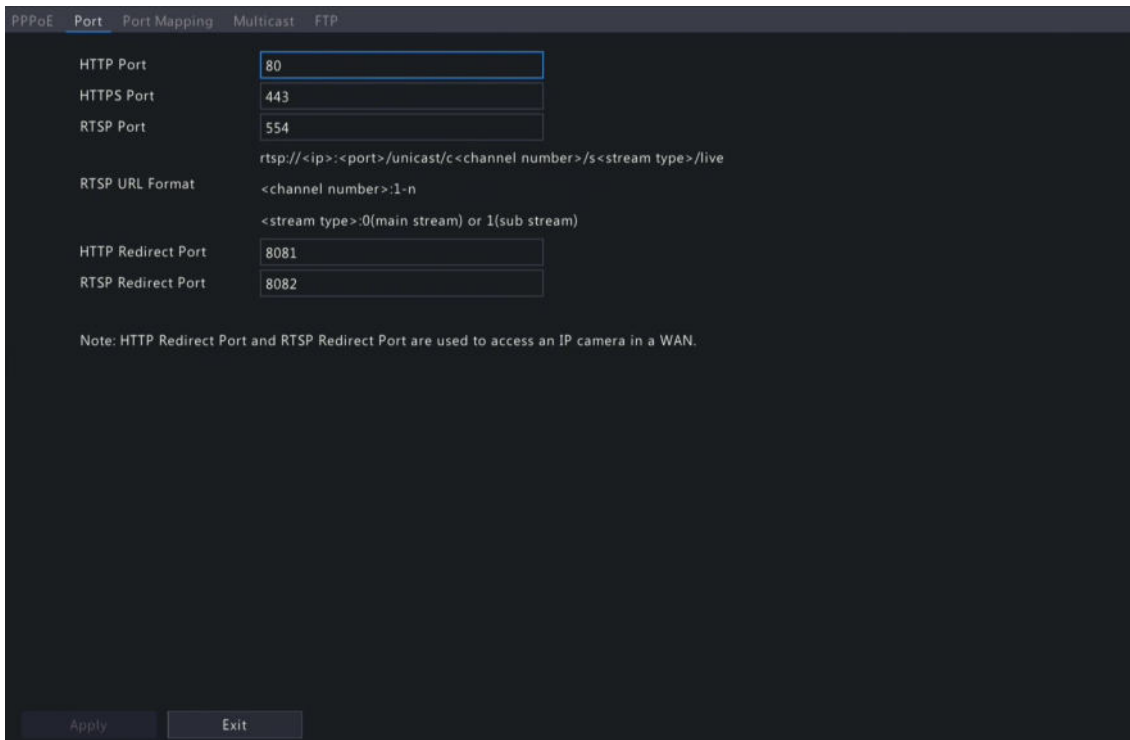 PPPoE Port Port Mapping Multicast FTP
HTTP Port 80
HTTPS Port 443
RTSP Port 554
rtsp://<ip>:<port>/unicast/c<channel number>/s<stream type>/live
RTSP URL Format <channel number>:1-n
<stream type>:0(main stream) or 1(sub stream)
HTTP Redirect Port 8081
RTSP Redirect Port 8082
Note: HTTP Redirect Port and RTSP Redirect Port are used to access an IP camera in a WAN.
Apply Exit